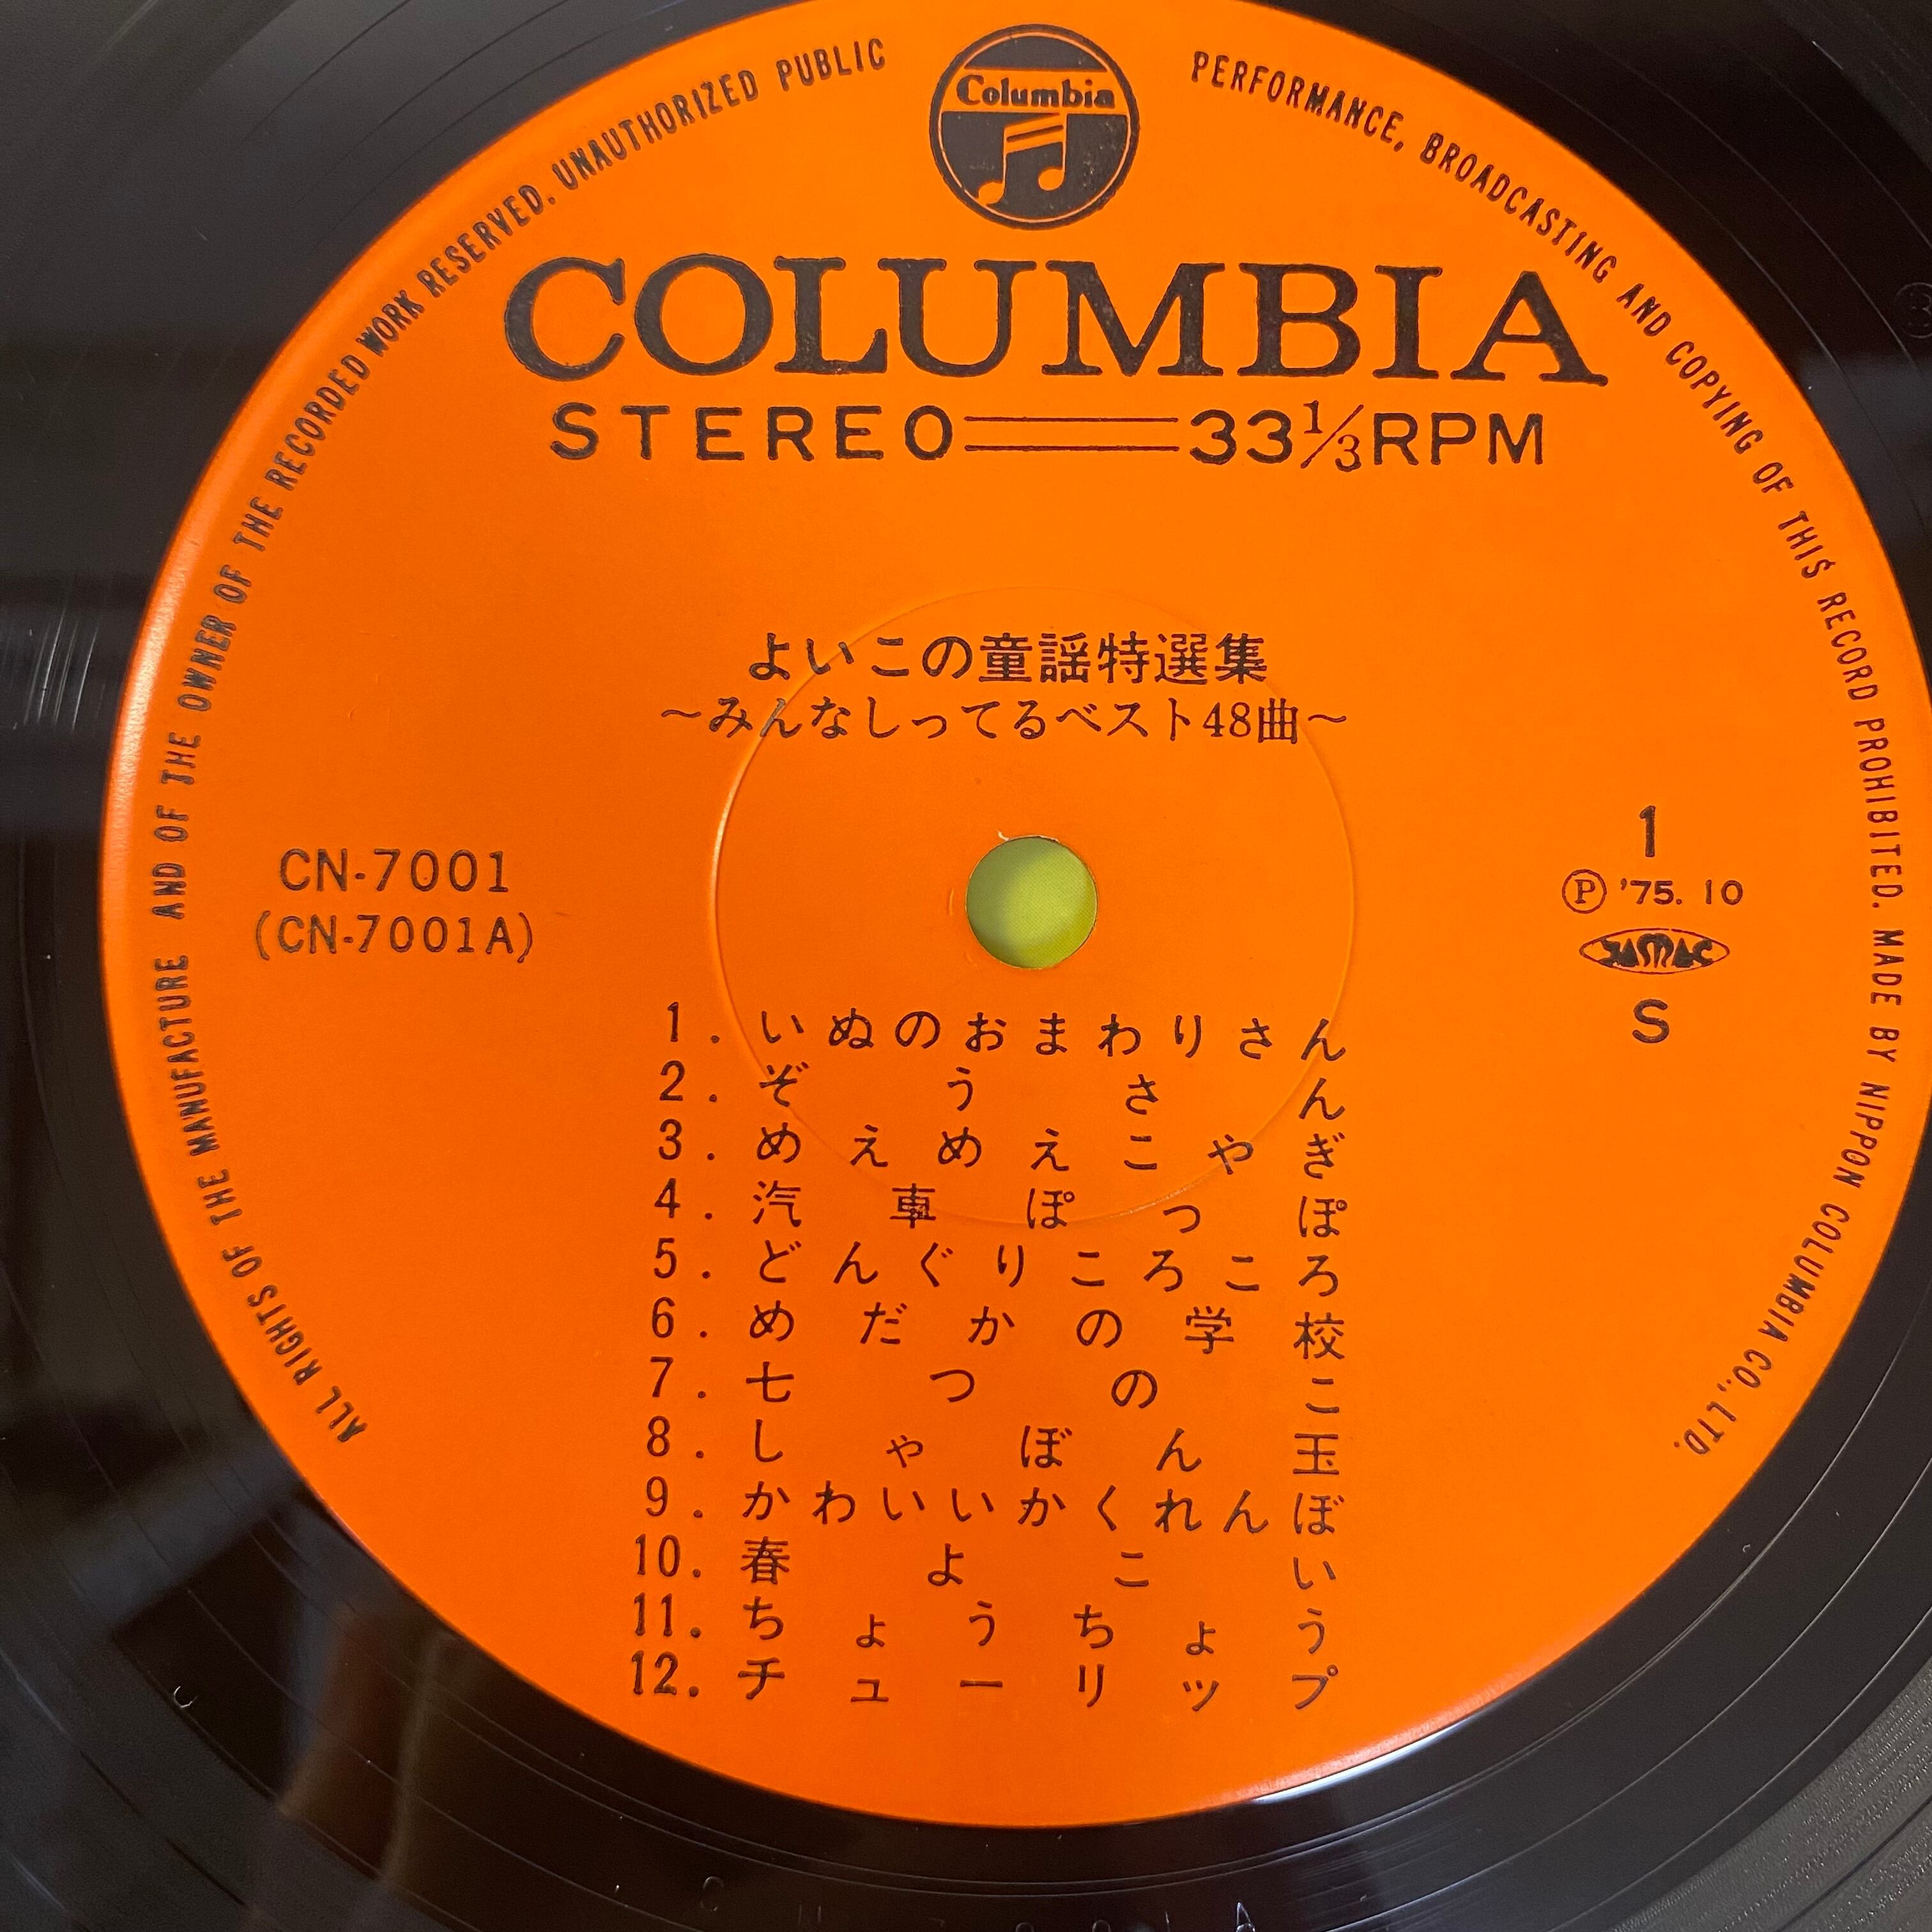 ALL RIGHTS OF THE MANUFACTURE AND OF THE OWNER OF THE RECORDED WORK RESERVED. UNAUTHORIZED PUBLIC PERFORMANCE, BROADCASTING AND COPYING OF THIS RECORD PROHIBITED. MADE BY NIPPON COLUMBIA CO., LTD.
Columbia
COLUMBIA
STEREO 33⅓RPM
よいこの童謡特選集
〜みんなしってるベスト48曲〜
CN-7001
(CN-7001A)
1
Ⓟ '75. 10
JASRAC
S
1. いぬのおまわりさん
2. ぞうさん
3. めえめえこやぎ
4. 汽車ぽっぽ
5. どんぐりころころ
6. めだかの学校
7. 七つのこ
8. しゃぼん玉
9. かわいいかくれんぼ
10. 春よこい
11. ちょうちょう
12. チューリップ